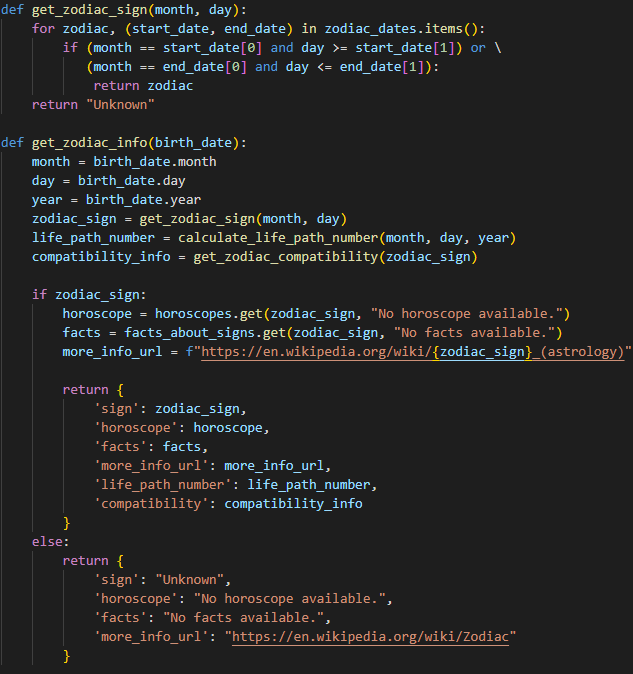 def get_zodiac_sign(month, day):
    for zodiac, (start_date, end_date) in zodiac_dates.items():
        if (month == start_date[0] and day >= start_date[1]) or \
           (month == end_date[0] and day <= end_date[1]):
            return zodiac
    return "Unknown"

def get_zodiac_info(birth_date):
    month = birth_date.month
    day = birth_date.day
    year = birth_date.year
    zodiac_sign = get_zodiac_sign(month, day)
    life_path_number = calculate_life_path_number(month, day, year)
    compatibility_info = get_zodiac_compatibility(zodiac_sign)

    if zodiac_sign:
        horoscope = horoscopes.get(zodiac_sign, "No horoscope available.")
        facts = facts_about_signs.get(zodiac_sign, "No facts available.")
        more_info_url = f"https://en.wikipedia.org/wiki/{zodiac_sign}_(astrology)"

        return {
            'sign': zodiac_sign,
            'horoscope': horoscope,
            'facts': facts,
            'more_info_url': more_info_url,
            'life_path_number': life_path_number,
            'compatibility': compatibility_info
        }
    else:
        return {
            'sign': "Unknown",
            'horoscope': "No horoscope available.",
            'facts': "No facts available.",
            'more_info_url': "https://en.wikipedia.org/wiki/Zodiac"
        }